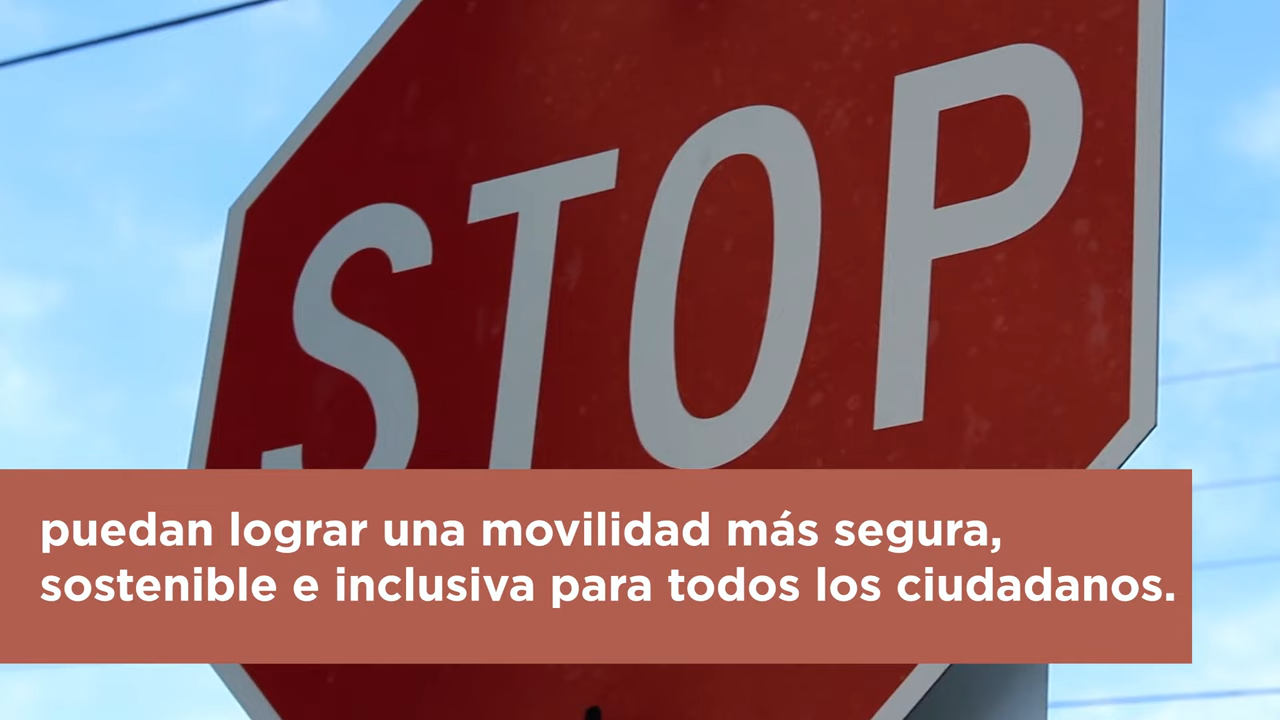 STOP
puedan lograr una movilidad más segura,
sostenible e inclusiva para todos los ciudadanos.